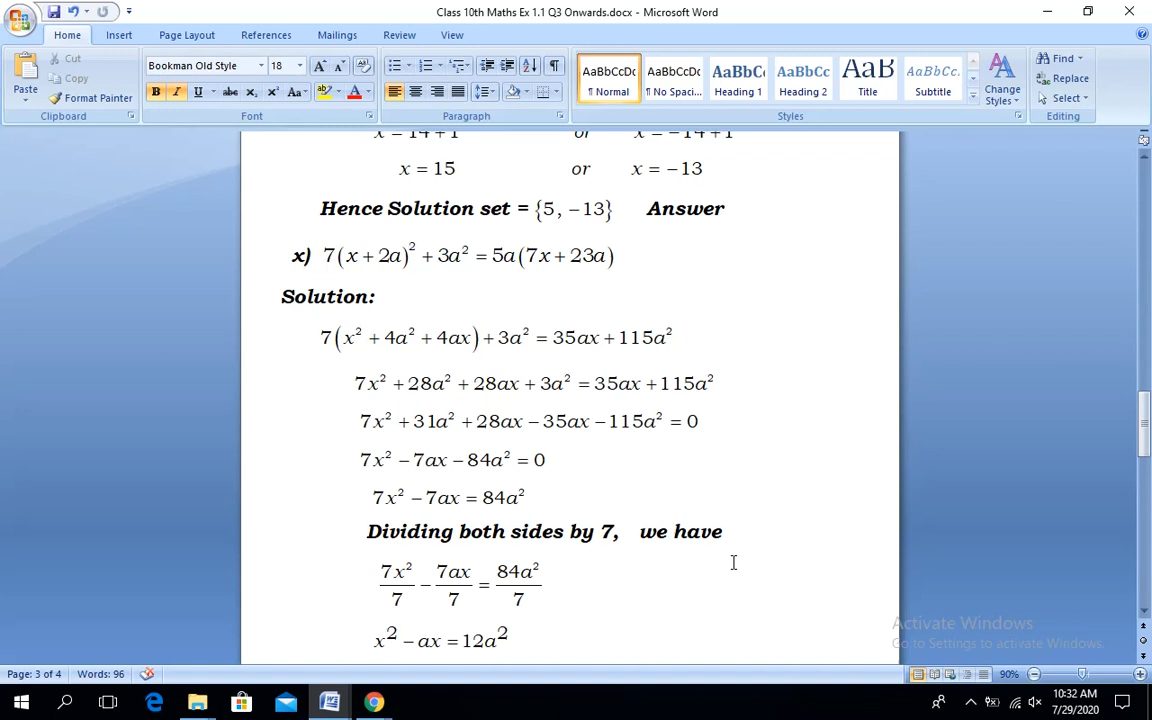 Class 10th Maths Ex 1.1 Q3 Onwards.docx - Microsoft Word
Home Insert Page Layout References Mailings Review View
Paste Cut Copy Format Painter
Bookman Old Style 18
AaBbCcDc AaBbCcDc AaBbC AaBbCc AaB AaBbCc.
¶ Normal ¶ No Spaci... Heading 1 Heading 2 Title Subtitle
Change Styles
Find Replace Select
Clipboard Font Paragraph Styles Editing
x = 14 + 1 or x = −14 + 1
x = 15 or x = −13
Hence Solution set = {5, −13} Answer
x) 7(x + 2a)² + 3a² = 5a(7x + 23a)
Solution:
7(x² + 4a² + 4ax) + 3a² = 35ax + 115a²
7x² + 28a² + 28ax + 3a² = 35ax + 115a²
7x² + 31a² + 28ax − 35ax − 115a² = 0
7x² − 7ax − 84a² = 0
7x² − 7ax = 84a²
Dividing both sides by 7, we have
7x²/7 − 7ax/7 = 84a²/7
x² − ax = 12a²
Activate Windows
Go to Settings to activate Windows.
Page: 3 of 4 Words: 96 90%
10:32 AM
7/29/2020